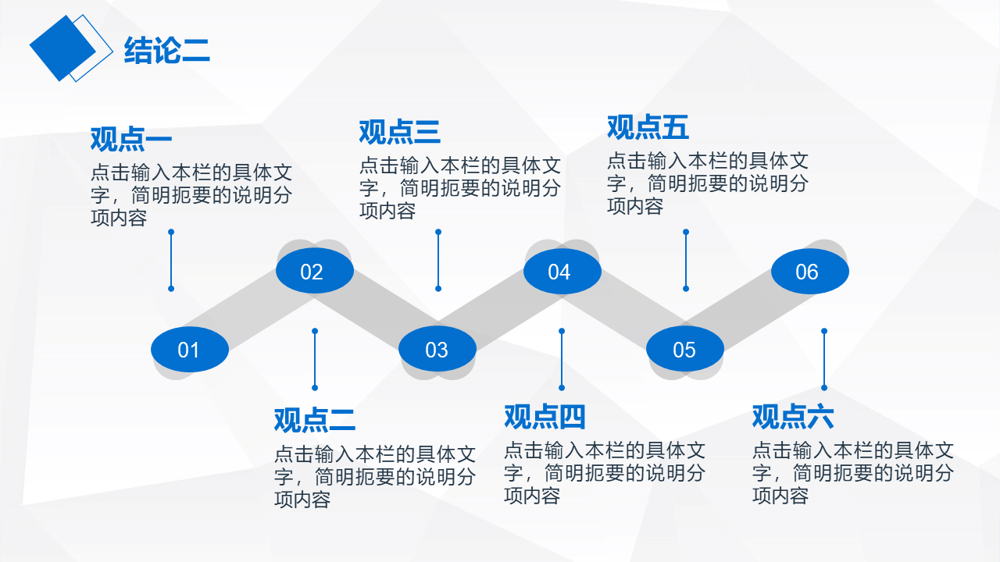 结论二
观点一
点击输入本栏的具体文
字，简明扼要的说明分
项内容
观点三
点击输入本栏的具体文
字，简明扼要的说明分
项内容
观点五
点击输入本栏的具体文
字，简明扼要的说明分
项内容
01
02
03
04
05
06
观点二
点击输入本栏的具体文
字，简明扼要的说明分
项内容
观点四
点击输入本栏的具体文
字，简明扼要的说明分
项内容
观点六
点击输入本栏的具体文
字，简明扼要的说明分
项内容